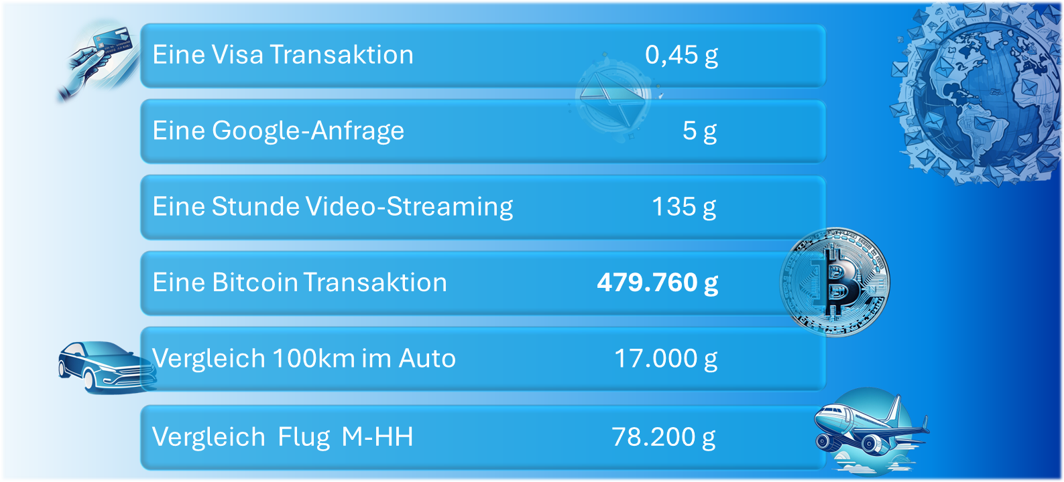 Eine Visa Transaktion 0,45 g
Eine Google-Anfrage 5 g
Eine Stunde Video-Streaming 135 g
Eine Bitcoin Transaktion 479.760 g
Vergleich 100km im Auto 17.000 g
Vergleich Flug M-HH 78.200 g